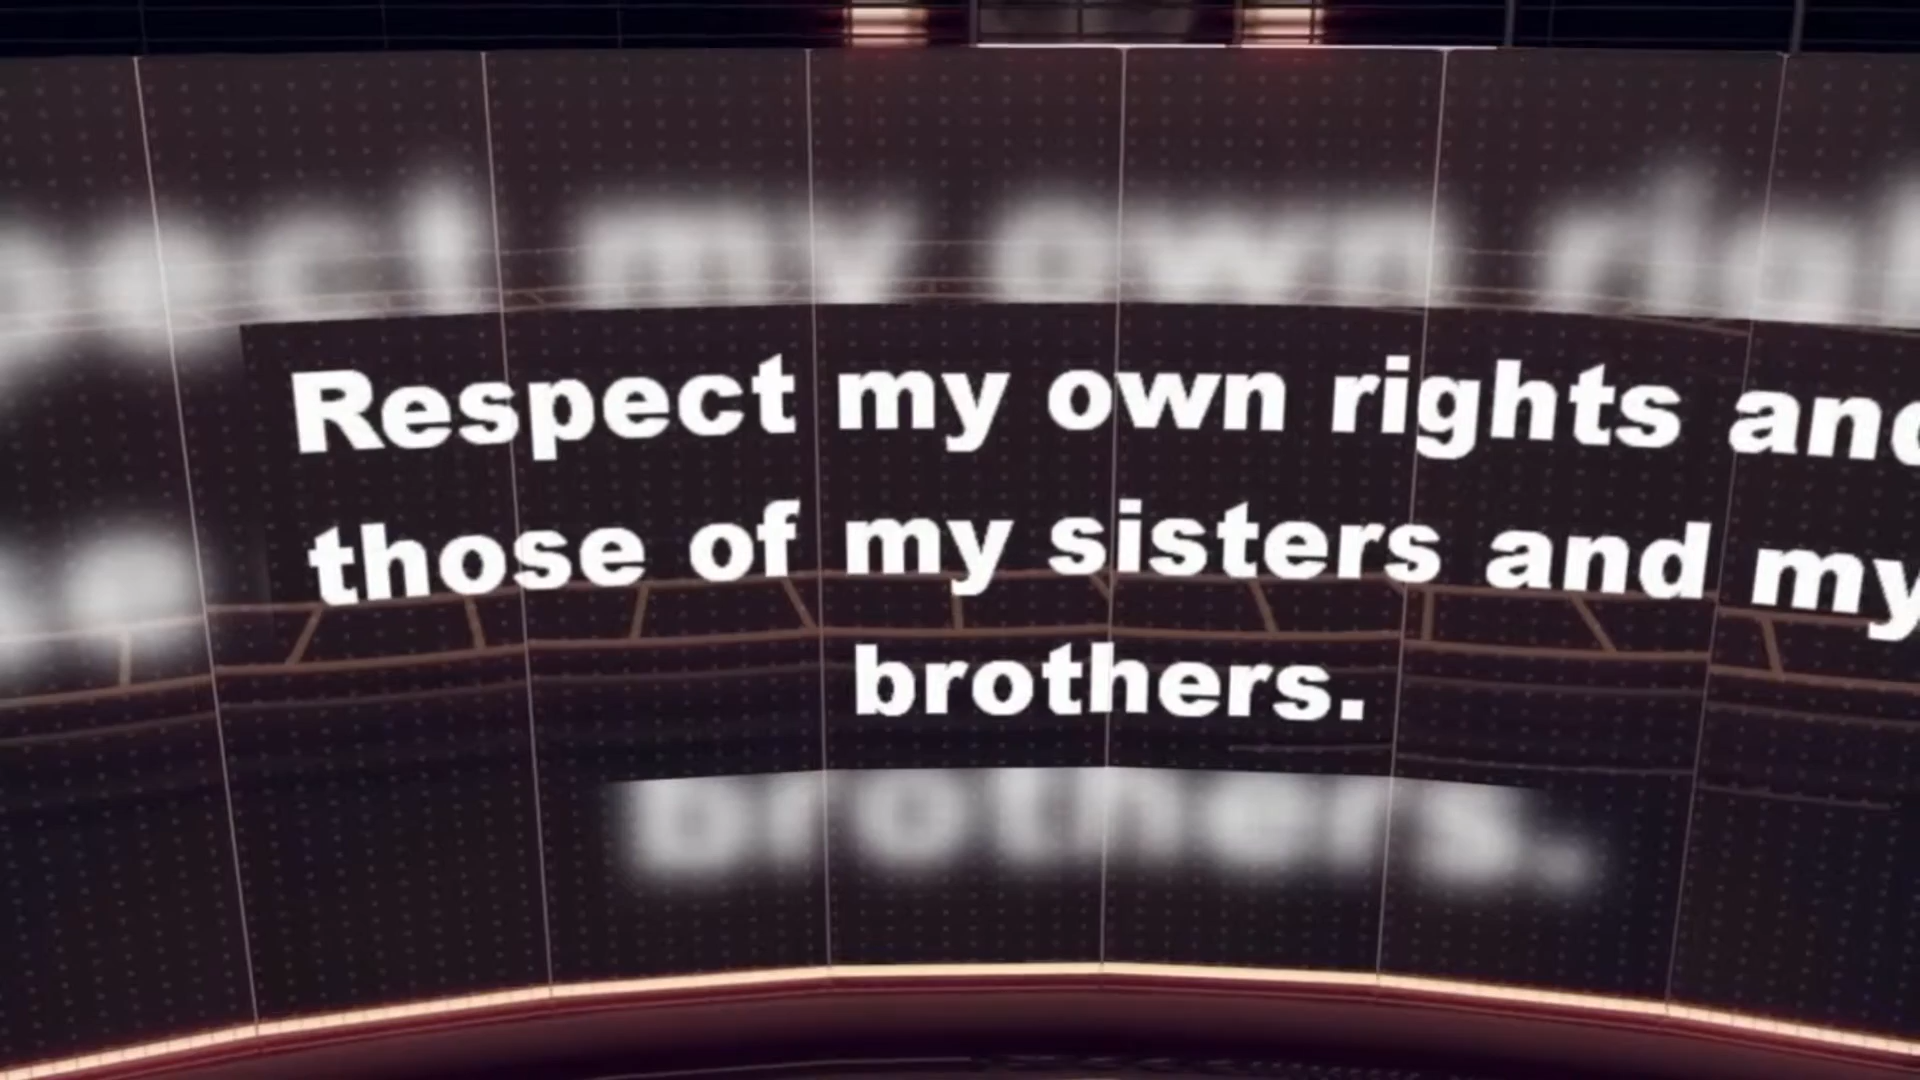 Respect my own rights and
those of my sisters and my
brothers.